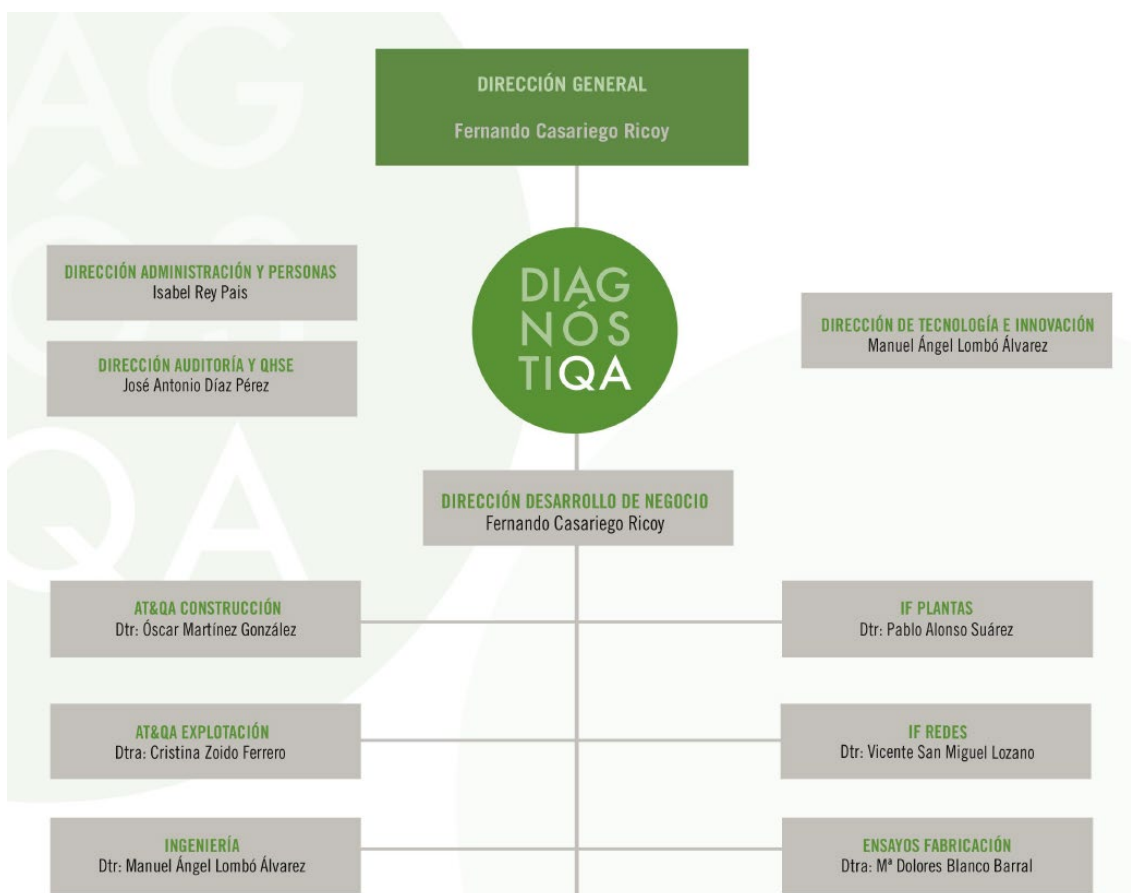 DIRECCIÓN GENERAL
Fernando Casariego Ricoy
DIRECCIÓN ADMINISTRACIÓN Y PERSONAS
Isabel Rey Pais
DIRECCIÓN AUDITORÍA Y QHSE
José Antonio Díaz Pérez
DIAG
NÓS
TIQA
DIRECCIÓN DE TECNOLOGÍA E INNOVACIÓN
Manuel Ángel Lombó Álvarez
DIRECCIÓN DESARROLLO DE NEGOCIO
Fernando Casariego Ricoy
AT&QA CONSTRUCCIÓN
Dtr: Óscar Martínez González
IF PLANTAS
Dtr: Pablo Alonso Suárez
AT&QA EXPLOTACIÓN
Dtra: Cristina Zoido Ferrero
IF REDES
Dtr: Vicente San Miguel Lozano
INGENIERÍA
Dtr: Manuel Ángel Lombó Álvarez
ENSAYOS FABRICACIÓN
Dtra: Mª Dolores Blanco Barral
AG
QA